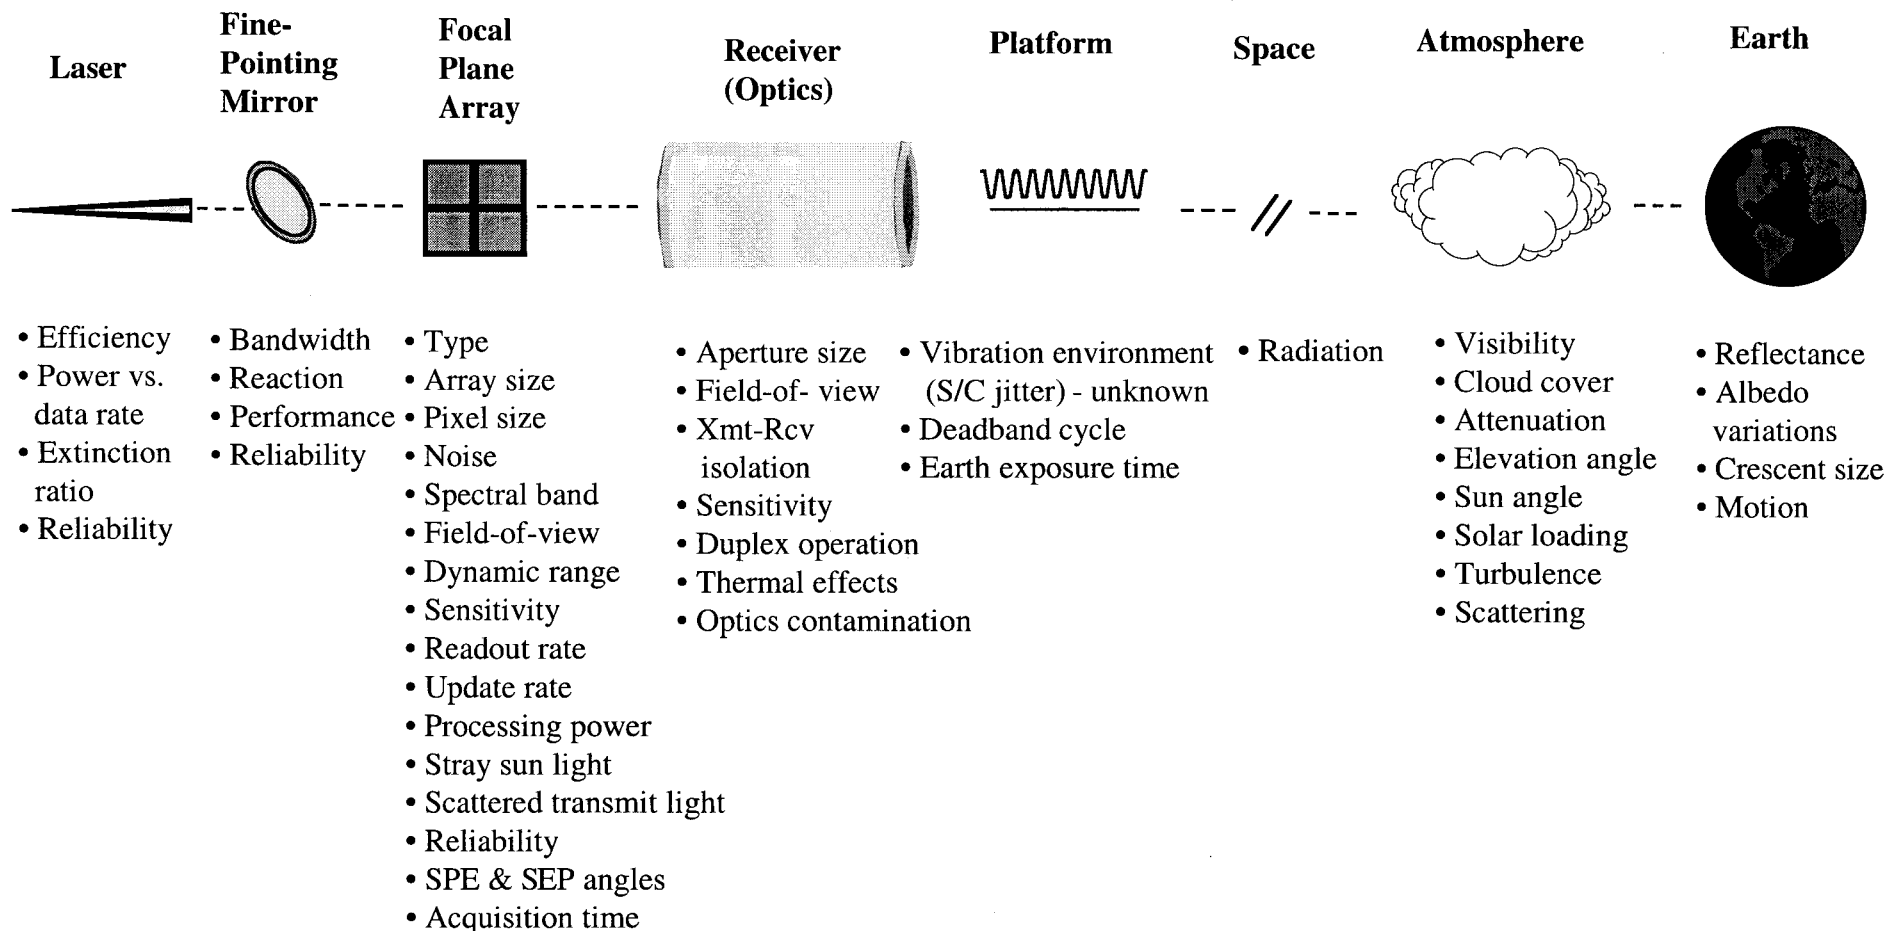 Laser
Fine-
Pointing
Mirror
Focal
Plane
Array
Receiver
(Optics)
Platform
Space
Atmosphere
Earth
• Efficiency
• Power vs.
data rate
• Extinction
ratio
• Reliability
• Bandwidth
• Reaction
• Performance
• Reliability
• Type
• Array size
• Pixel size
• Noise
• Spectral band
• Field-of-view
• Dynamic range
• Sensitivity
• Readout rate
• Update rate
• Processing power
• Stray sun light
• Scattered transmit light
• Reliability
• SPE & SEP angles
• Acquisition time
• Aperture size
• Field-of- view
• Xmt-Rcv
isolation
• Sensitivity
• Duplex operation
• Thermal effects
• Optics contamination
• Vibration environment
(S/C jitter) - unknown
• Deadband cycle
• Earth exposure time
• Radiation
• Visibility
• Cloud cover
• Attenuation
• Elevation angle
• Sun angle
• Solar loading
• Turbulence
• Scattering
• Reflectance
• Albedo
variations
• Crescent size
• Motion